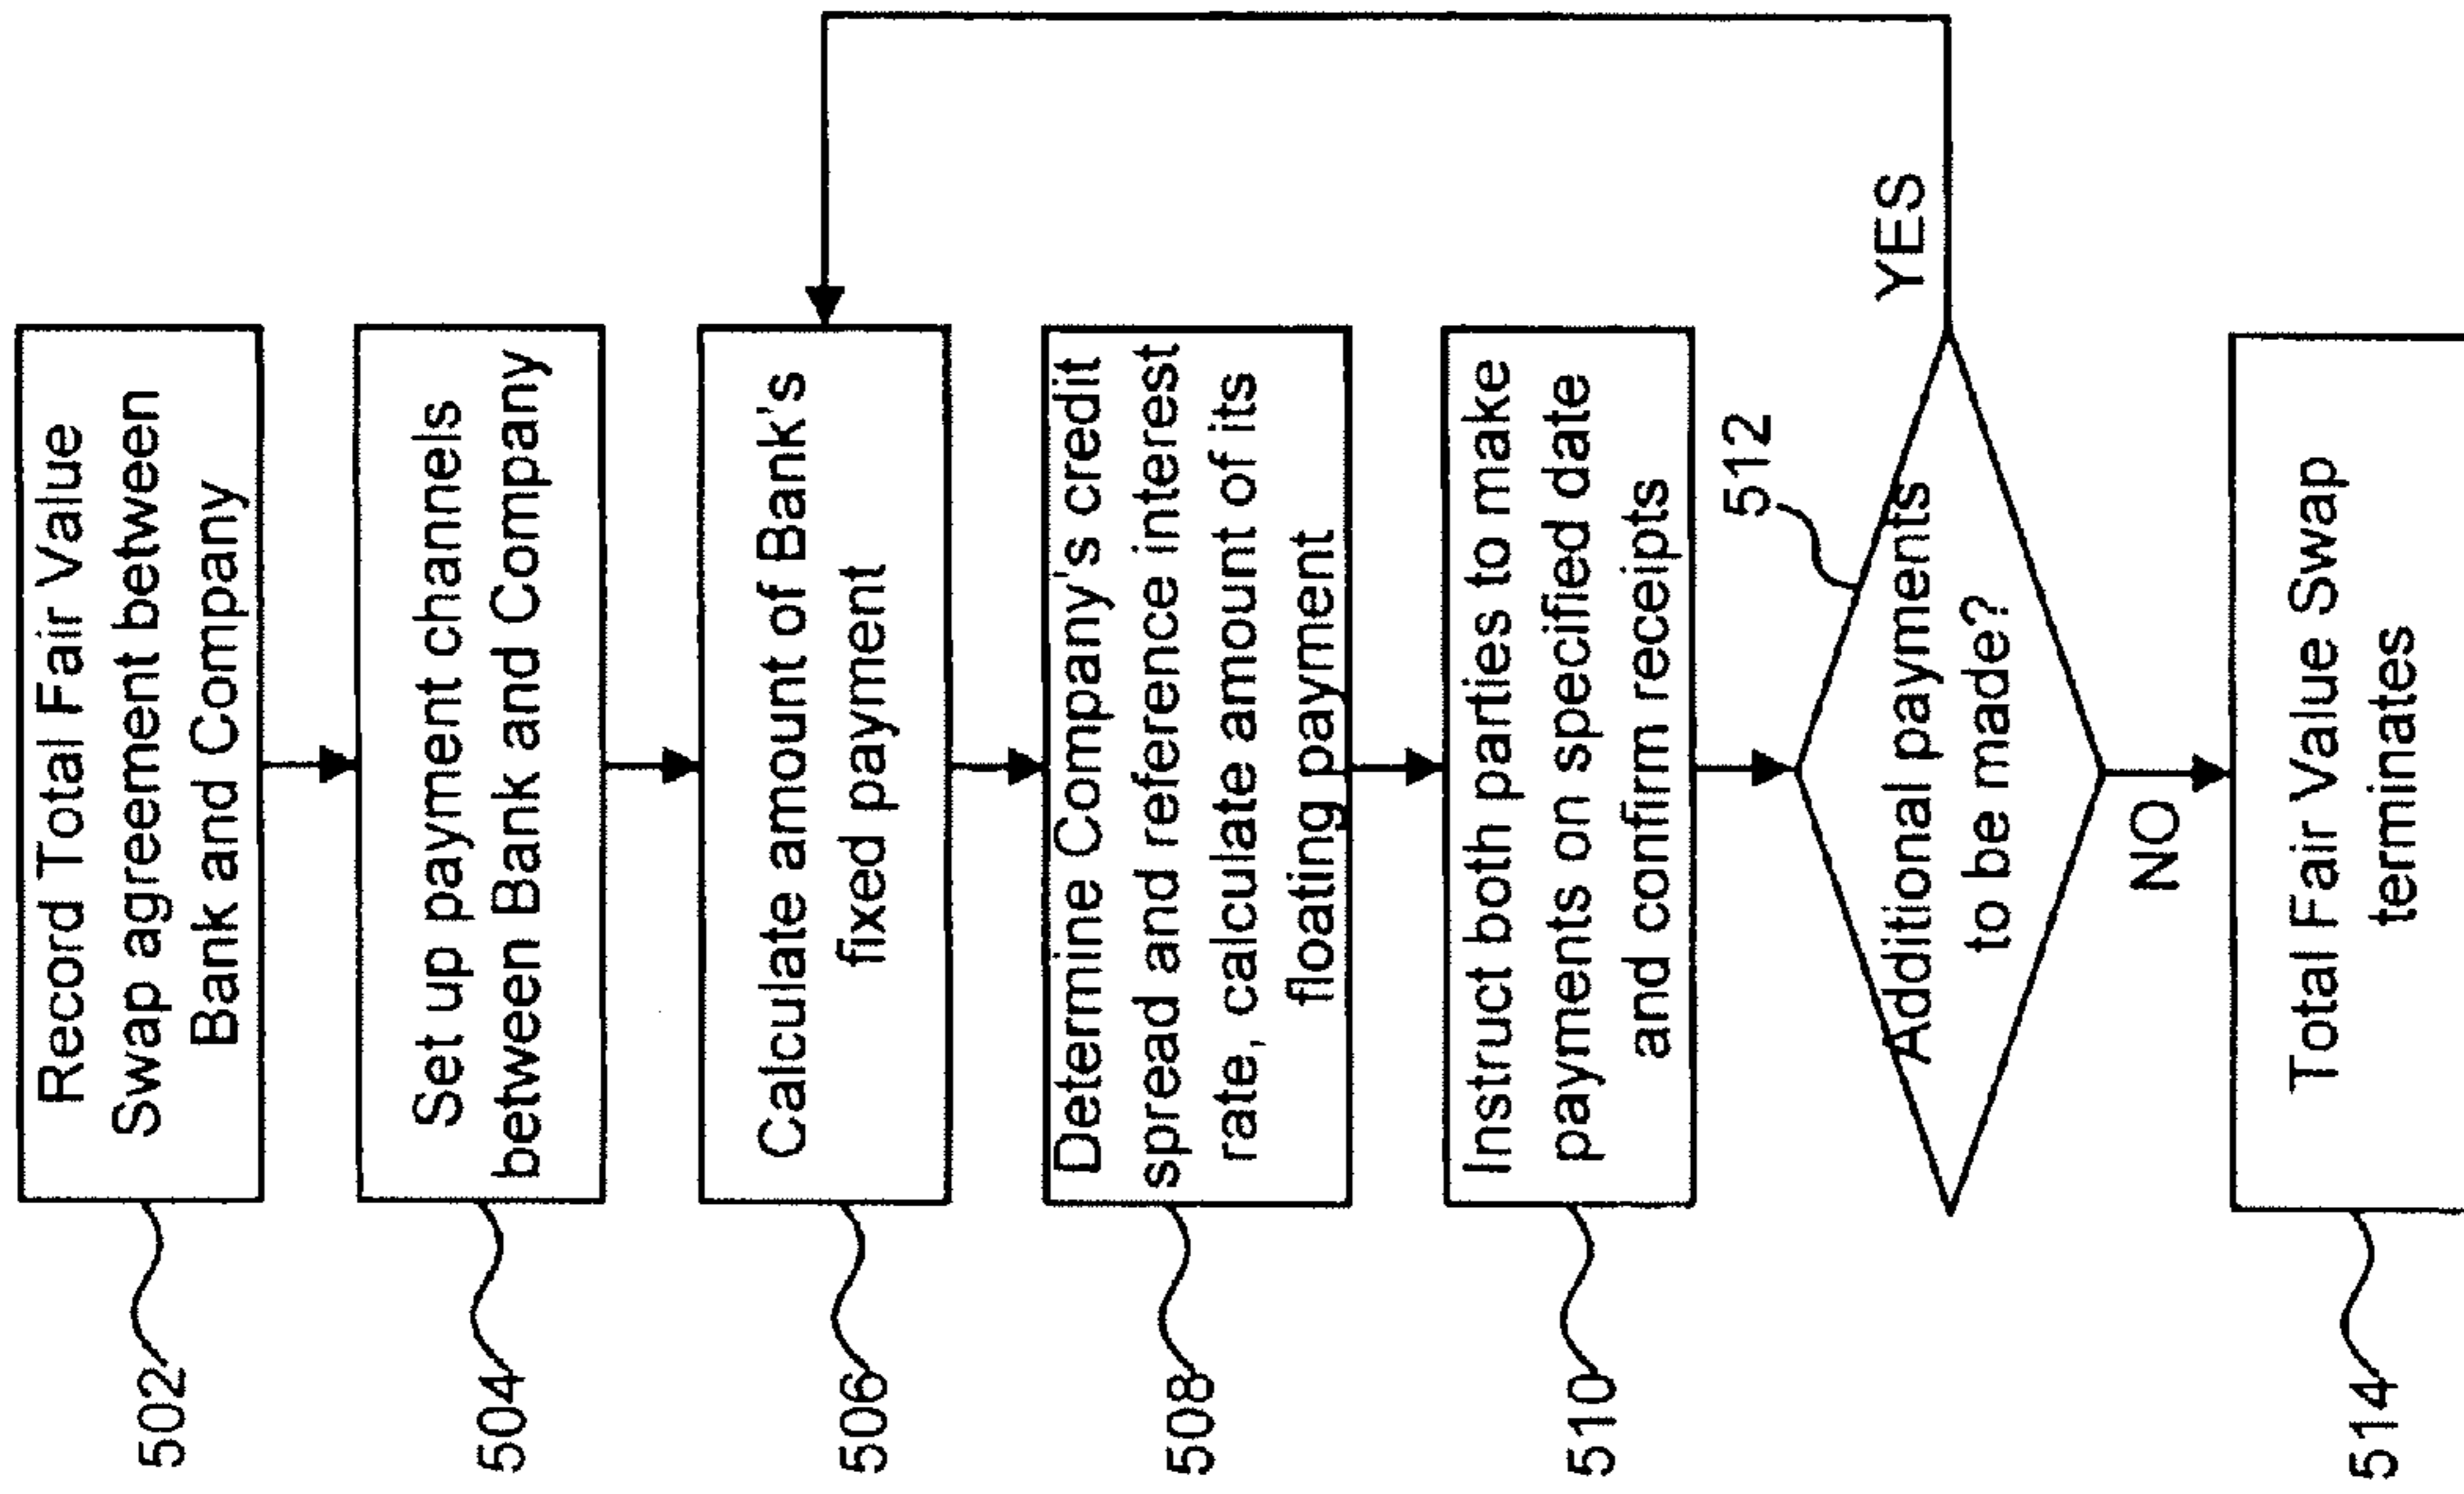 502
Record Total Fair Value
Swap agreement between
Bank and Company
504
Set up payment channels
between Bank and Company
506
Calculate amount of Bank's
fixed payment
508
Determine Company's credit
spread and reference interest
rate, calculate amount of its
floating payment
510
Instruct both parties to make
payments on specified date
and confirm receipts
512
Additional payments
to be made?
YES
NO
514
Total Fair Value Swap
terminates